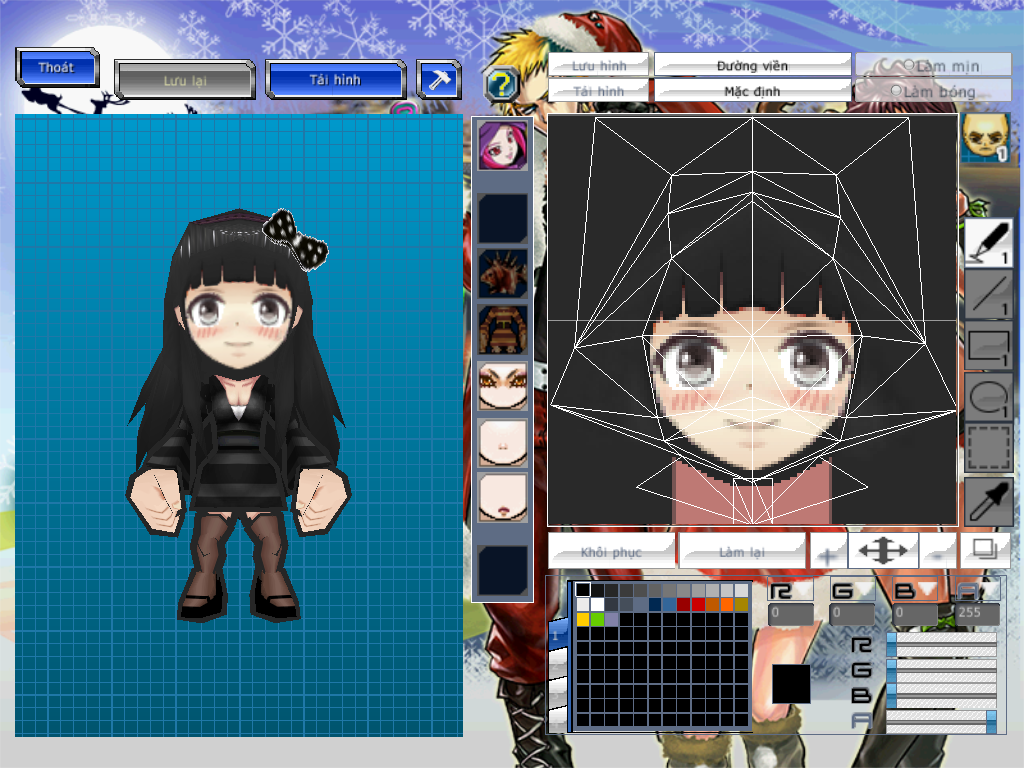 Thoát
Lưu lại
Tải hình
?
Lưu hình
Đường viền
Làm mịn
Tải hình
Mặc định
Làm bóng
1
1
1
1
1
Khôi phục
Làm lại
+
-
R G B A
0 0 0 255
1
R
G
B
A